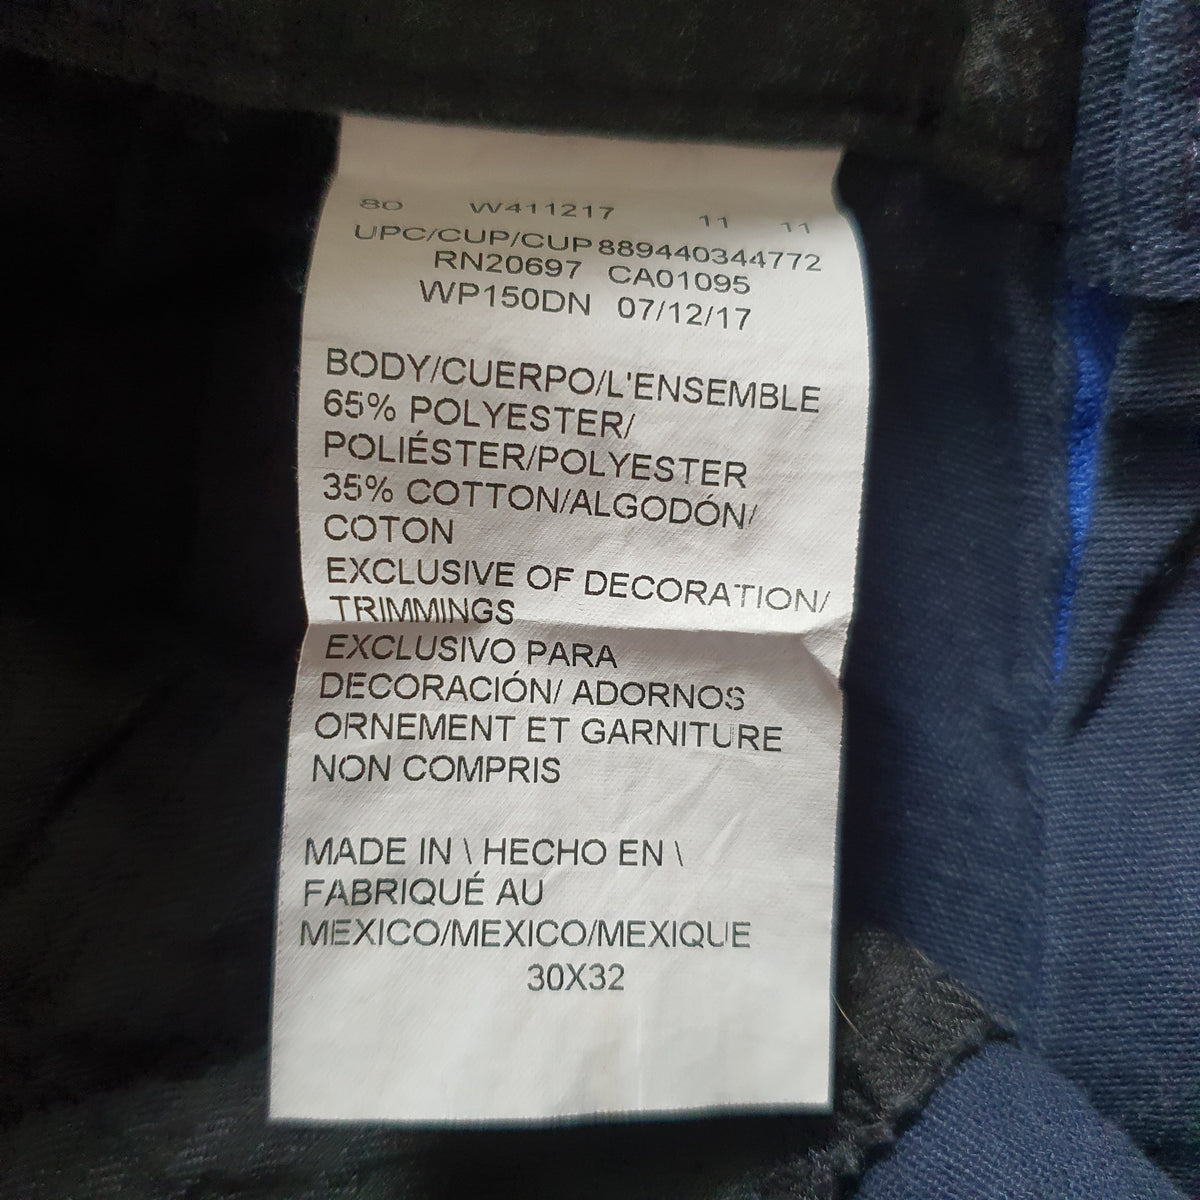 80 W411217 11 11
UPC/CUP/CUP 889440344772
RN20697 CA01095
WP150DN 07/12/17
BODY/CUERPO/L'ENSEMBLE
65% POLYESTER/
POLIÉSTER/POLYESTER
35% COTTON/ALGODÓN/
COTON
EXCLUSIVE OF DECORATION/
TRIMMINGS
EXCLUSIVO PARA
DECORACIÓN/ ADORNOS
ORNEMENT ET GARNITURE
NON COMPRIS
MADE IN \ HECHO EN \
FABRIQUÉ AU
MEXICO/MEXICO/MEXIQUE
30X32